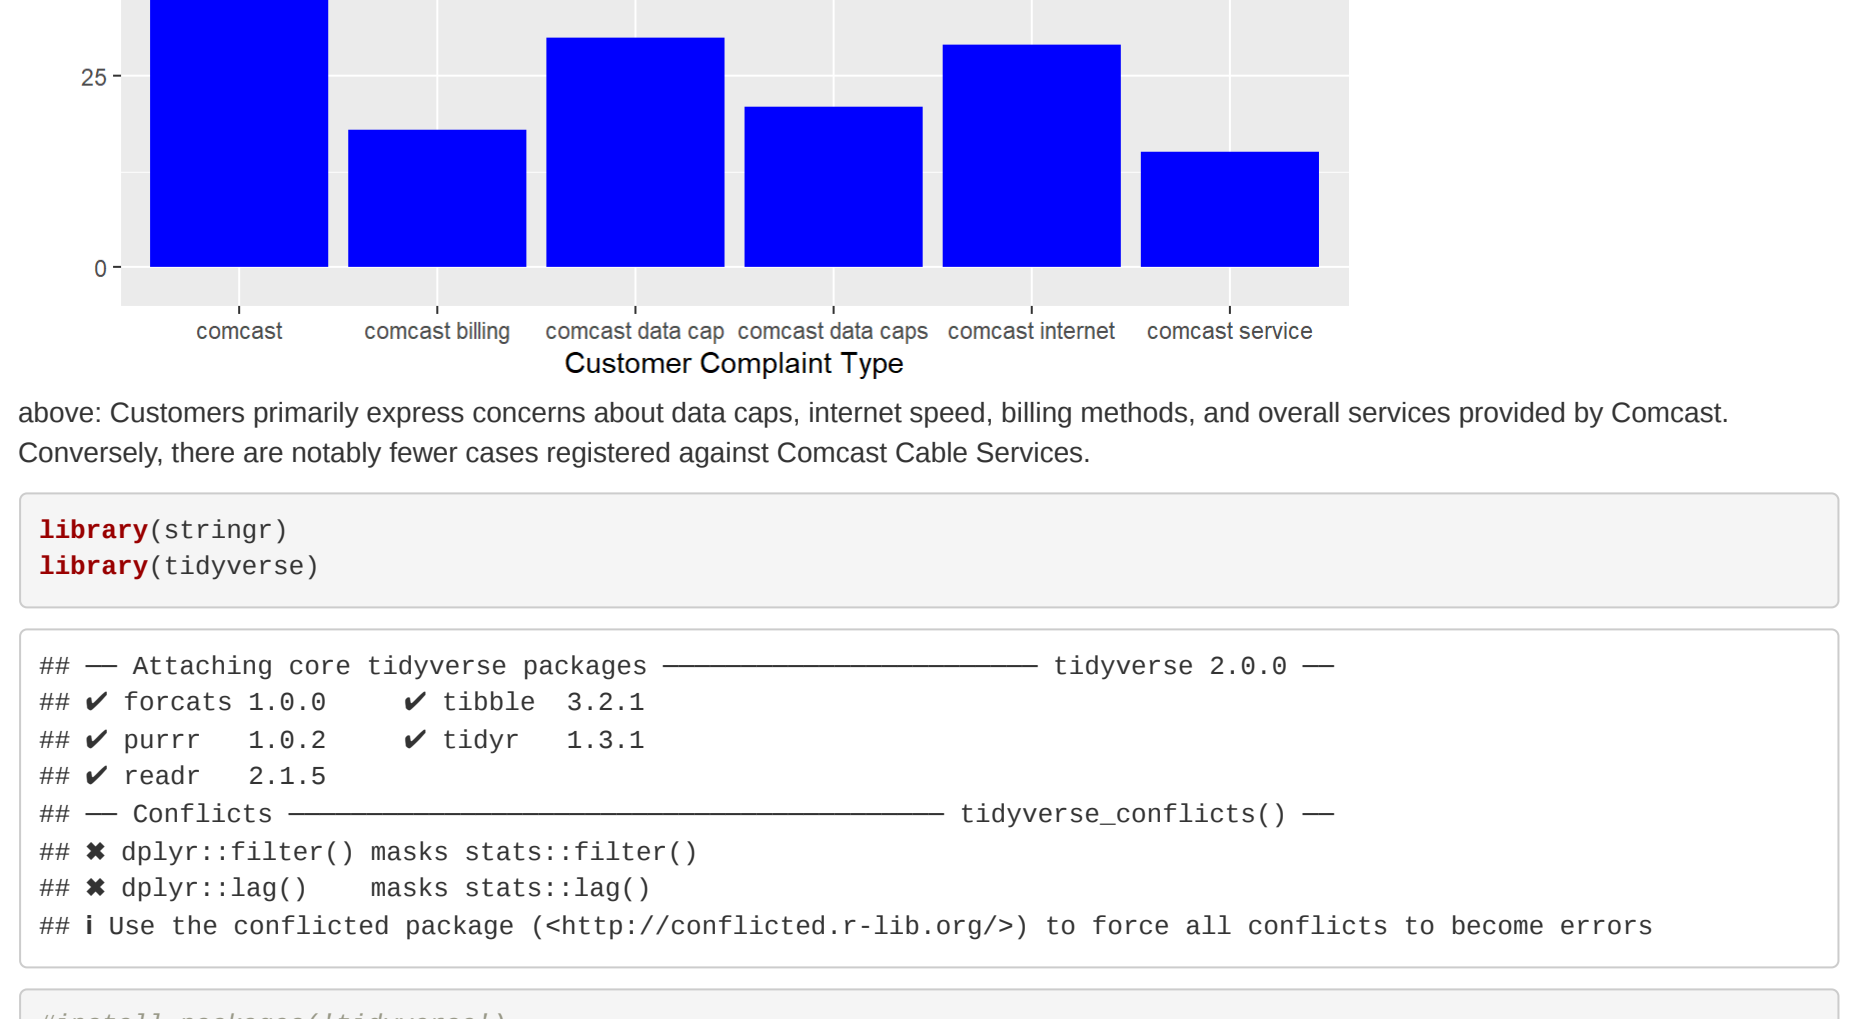 25
0
comcast comcast billing comcast data cap comcast data caps comcast internet comcast service
Customer Complaint Type
above: Customers primarily express concerns about data caps, internet speed, billing methods, and overall services provided by Comcast.
Conversely, there are notably fewer cases registered against Comcast Cable Services.
library(stringr)
library(tidyverse)
## ── Attaching core tidyverse packages ──────────────────────── tidyverse 2.0.0 ──
## ✔ forcats 1.0.0     ✔ tibble  3.2.1
## ✔ purrr   1.0.2     ✔ tidyr   1.3.1
## ✔ readr   2.1.5
## ── Conflicts ────────────────────────────────────────── tidyverse_conflicts() ──
## ✖ dplyr::filter() masks stats::filter()
## ✖ dplyr::lag()    masks stats::lag()
## ℹ Use the conflicted package (<http://conflicted.r-lib.org/>) to force all conflicts to become errors
#install.packages('tidyverse')